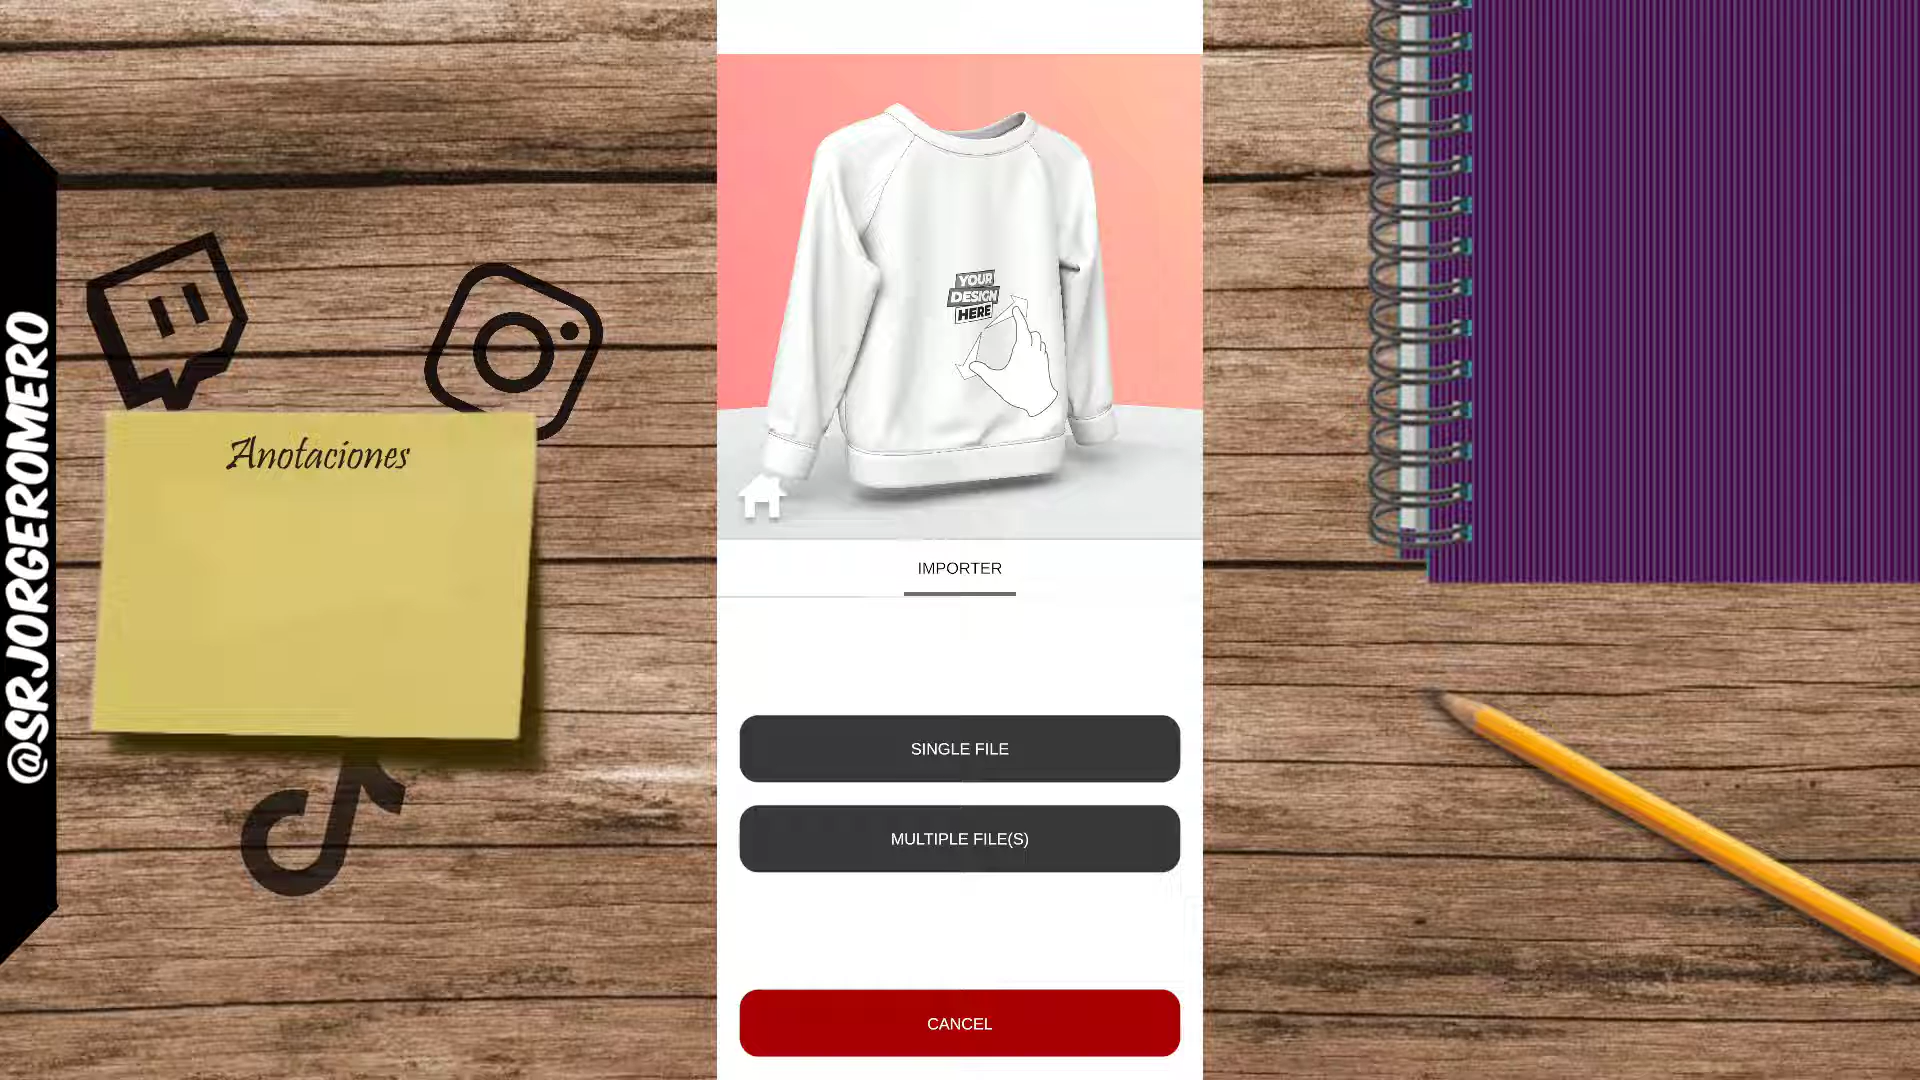 @SRJORGEROMERO
Anotaciones
YOUR
DESIGN
HERE
IMPORTER
SINGLE FILE
MULTIPLE FILE(S)
CANCEL